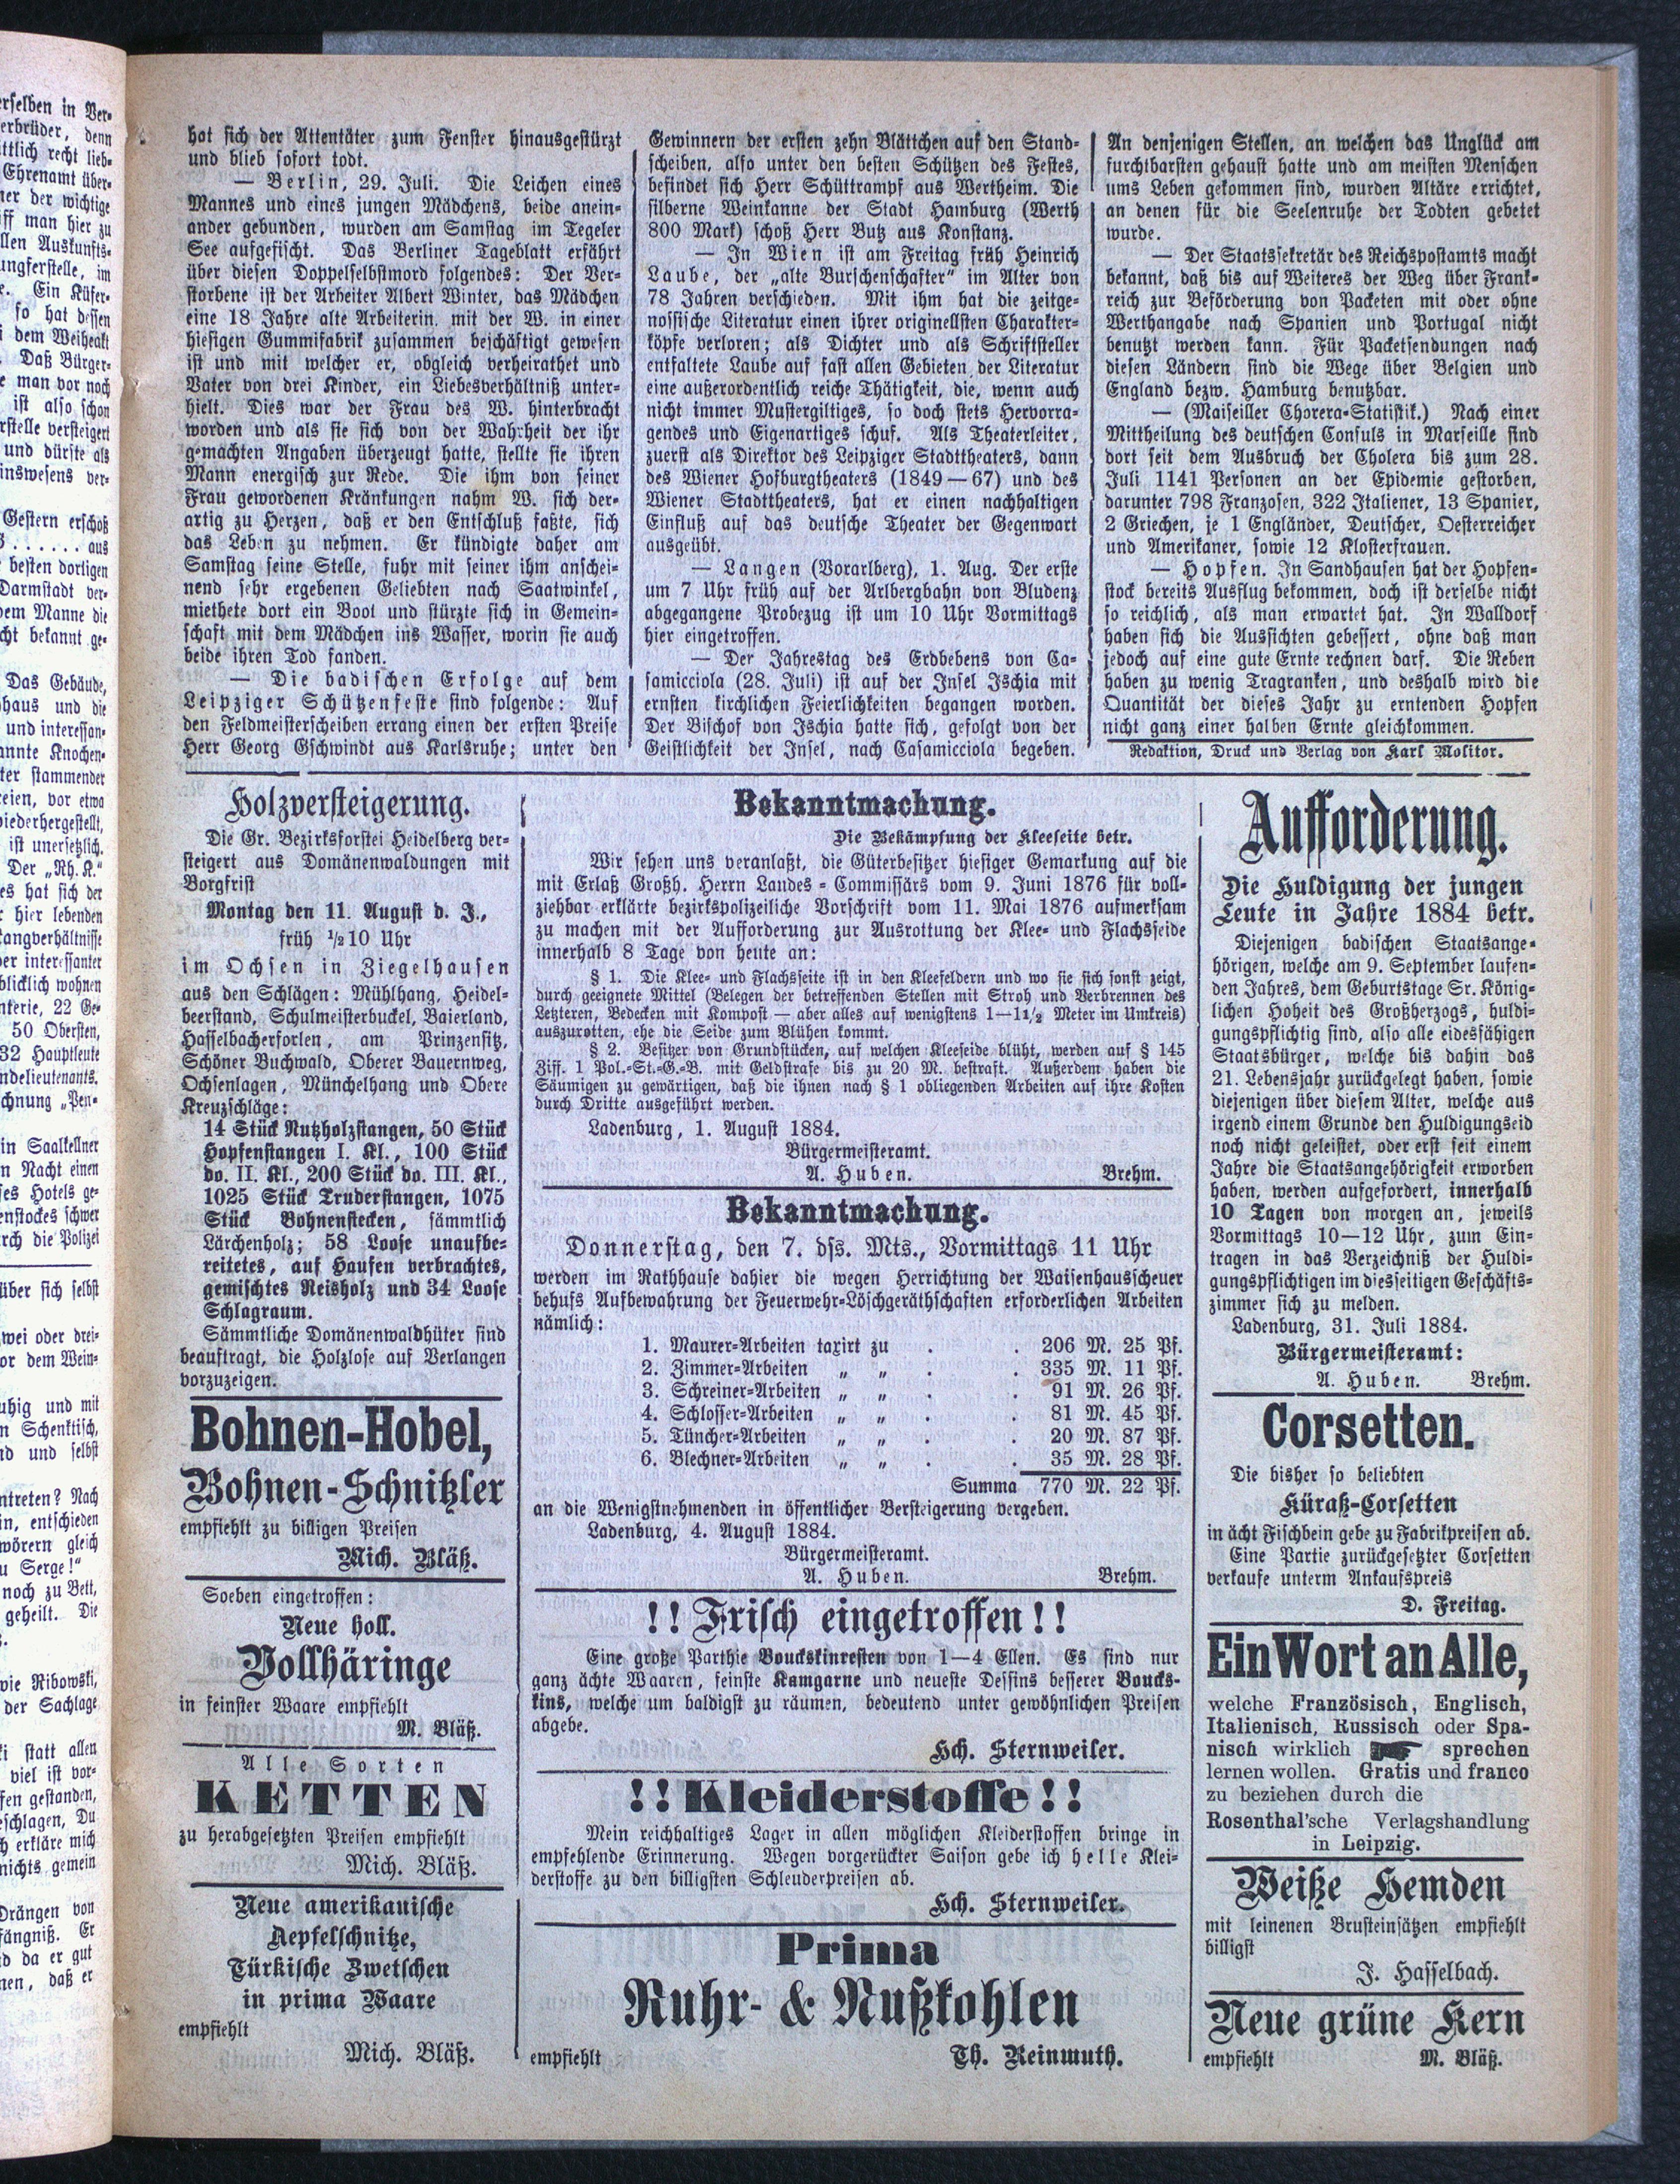 hat sich der Attentäter zum Fenster hinausgestürzt
und blieb sofort todt.
— Berlin, 29. Juli. Die Leichen eines
Mannes und eines jungen Mädchens, beide anein-
ander gebunden, wurden am Samstag im Tegeler
See aufgefischt. Das Berliner Tageblatt erfährt
über diesen Doppelselbstmord folgendes: Der Ver-
storbene ist der Arbeiter Albert Winter, das Mädchen
eine 18 Jahre alte Arbeiterin, mit der W. in einer
hiesigen Gummifabrik zusammen beschäftigt gewesen
ist und mit welcher er, obgleich verheirathet und
Vater von drei Kinder, ein Liebesverhältniß unter-
hielt. Dies war der Frau des W. hinterbracht
worden und als sie sich von der Wahrheit der ihr
gemachten Angaben überzeugt hatte, stellte sie ihren
Mann energisch zur Rede. Die ihm von seiner
Frau gewordenen Kränkungen nahm W. sich der-
artig zu Herzen, daß er den Entschluß faßte, sich
das Leben zu nehmen. Er kündigte daher am
Samstag seine Stelle, fuhr mit seiner ihm anschei-
nend sehr ergebenen Geliebten nach Saatwinkel,
miethete dort ein Boot und stürzte sich in Gemein-
schaft mit dem Mädchen ins Wasser, worin sie auch
beide ihren Tod fanden.
— Die badischen Erfolge auf dem
Leipziger Schützenfeste sind folgende: Auf
den Feldmeisterscheiben errang einen der ersten Preise
Herr Georg Gschwindt aus Karlsruhe; unter den
Gewinnern der ersten zehn Blättchen auf den Stand-
scheiben, also unter den besten Schützen des Festes,
befindet sich Herr Schüttrampf aus Wertheim. Die
silberne Weinkanne der Stadt Hamburg (Werth
800 Mark) schoß Herr Butz aus Konstanz.
— In Wien ist am Freitag früh Heinrich
Laube, der „alte Burschenschafter" im Alter von
78 Jahren verschieden. Mit ihm hat die zeitge-
nossische Literatur einen ihrer originellsten Charakter-
köpfe verloren; als Dichter und als Schriftsteller
entfaltete Laube auf fast allen Gebieten der Literatur
eine außerordentlich reiche Thätigkeit, die, wenn auch
nicht immer Mustergiltiges, so doch stets Hervorra-
gendes und Eigenartiges schuf. Als Theaterleiter,
zuerst als Direktor des Leipziger Stadttheaters, dann
des Wiener Hofburgtheaters (1849—67) und des
Wiener Stadttheaters, hat er einen nachhaltigen
Einfluß auf das deutsche Theater der Gegenwart
ausgeübt.
— Langen (Vorarlberg), 1. Aug. Der erste
um 7 Uhr früh auf der Arlbergbahn von Bludenz
abgegangene Probezug ist um 10 Uhr Vormittags
hier eingetroffen.
— Der Jahrestag des Erdbebens von Ca-
samicciola (28. Juli) ist auf der Insel Ischia mit
ernsten kirchlichen Feierlichkeiten begangen worden.
Der Bischof von Ischia hatte sich, gefolgt von der
Geistlichkeit der Insel, nach Casamicciola begeben.
An denjenigen Stellen, an welchen das Unglück am
furchtbarsten gehaust hatte und am meisten Menschen
ums Leben gekommen sind, wurden Altäre errichtet,
an denen für die Seelenruhe der Todten gebetet
wurde.
— Der Staatssekretär des Reichspostamts macht
bekannt, daß bis auf Weiteres der Weg über Frank-
reich zur Beförderung von Packeten mit oder ohne
Werthangabe nach Spanien und Portugal nicht
benutzt werden kann. Für Packetsendungen nach
diesen Ländern sind die Wege über Belgien und
England bezw. Hamburg benutzbar.
— (Maiseiller Chorera-Statistik.) Nach einer
Mittheilung des deutschen Consuls in Marseille sind
dort seit dem Ausbruch der Cholera bis zum 28.
Juli 1141 Personen an der Epidemie gestorben,
darunter 798 Franzosen, 322 Italiener, 13 Spanier,
2 Griechen, je 1 Engländer, Deutscher, Oesterreicher
und Amerikaner, sowie 12 Klosterfrauen.
— Hopfen. In Sandhausen hat der Hopfen-
stock bereits Ausflug bekommen, doch ist derselbe nicht
so reichlich, als man erwartet hat. In Walldorf
haben sich die Aussichten gebessert, ohne daß man
jedoch auf eine gute Ernte rechnen darf. Die Reben
haben zu wenig Tragranken, und deshalb wird die
Quantität der dieses Jahr zu erntenden Hopfen
nicht ganz einer halben Ernte gleichkommen.
Redaktion, Druck und Verlag von Karl Molitor.
Holzversteigerung.
Die Gr. Bezirksforstei Heidelberg ver-
steigert aus Domänenwaldungen mit
Borgfrist
Montag den 11. August d. J.,
früh ½10 Uhr
im Ochsen in Ziegelhausen
aus den Schlägen: Mühlhang, Heidel-
beerstand, Schulmeisterbuckel, Baierland,
Hasselbacherforlen, am Prinzensitz,
Schöner Buchwald, Oberer Bauernweg,
Ochsenlagen, Münchelhang und Obere
Kreuzschläge:
14 Stück Nutzholzstangen, 50 Stück
Hopfenstangen I. Kl., 100 Stück
do. II. Kl., 200 Stück do. III. Kl.,
1025 Stück Truderstangen, 1075
Stück Bohnenstecken, sämmtlich
Lärchenholz; 58 Loose unaufbe-
reitetes, auf Haufen verbrachtes,
gemischtes Reisholz und 34 Loose
Schlagraum.
Sämmtliche Domänenwaldhüter sind
beauftragt, die Holzlose auf Verlangen
vorzuzeigen.
Bohnen-Hobel,
Bohnen-Schnitzler
empfiehlt zu billigen Preisen
Mich. Bläß.
Soeben eingetroffen:
Neue holl.
Vollhäringe
in feinster Waare empfiehlt
M. Bläß.
Alle Sorten
KETTEN
zu herabgesetzten Preisen empfiehlt
Mich. Bläß.
Neue amerikanische
Aepfelschnitze,
Türkische Zwetschen
in prima Waare
empfiehlt
Mich. Bläß.
Bekanntmachung.
Die Bekämpfung der Kleeseite betr.
Wir sehen uns veranlaßt, die Güterbesitzer hiesiger Gemarkung auf die
mit Erlaß Großh. Herrn Landes-Commissärs vom 9. Juni 1876 für voll-
ziehbar erklärte bezirkspolizeiliche Vorschrift vom 11. Mai 1876 aufmerksam
zu machen mit der Aufforderung zur Ausrottung der Klee- und Flachsseide
innerhalb 8 Tage von heute an:
§ 1. Die Klee- und Flachsseite ist in den Kleefeldern und wo sie sich sonst zeigt,
durch geeignete Mittel (Belegen der betreffenden Stellen mit Stroh und Verbrennen des
Letzteren, Bedecken mit Kompost — aber alles auf wenigstens 1—1½ Meter im Umkreis)
auszurotten, ehe die Seide zum Blühen kommt.
§ 2. Besitzer von Grundstücken, auf welchen Kleeseide blüht, werden auf § 145
Ziff. 1 Pol.-St.-G.-B. mit Geldstrafe bis zu 20 M. bestraft. Außerdem haben die
Säumigen zu gewärtigen, daß die ihnen nach § 1 obliegenden Arbeiten auf ihre Kosten
durch Dritte ausgeführt werden.
Ladenburg, 1. August 1884.
Bürgermeisteramt.
A. Huben. Brehm.
Bekanntmachung.
Donnerstag, den 7. dss. Mts., Vormittags 11 Uhr
werden im Rathhause dahier die wegen Herrichtung der Waisenhausscheuer
behufs Aufbewahrung der Feuerwehr-Löschgeräthschaften erforderlichen Arbeiten
nämlich:
1. Maurer-Arbeiten taxirt zu . . 206 M. 25 Pf.
2. Zimmer-Arbeiten „ „ . . 335 M. 11 Pf.
3. Schreiner-Arbeiten „ „ . . 91 M. 26 Pf.
4. Schlosser-Arbeiten „ „ . . 81 M. 45 Pf.
5. Tüncher-Arbeiten „ „ . . 20 M. 87 Pf.
6. Blechner-Arbeiten „ „ . . 35 M. 28 Pf.
Summa 770 M. 22 Pf.
an die Wenigstnehmenden in öffentlicher Versteigerung vergeben.
Ladenburg, 4. August 1884.
Bürgermeisteramt.
A. Huben. Brehm.
!! Frisch eingetroffen!!
Eine große Parthie Bouckskinresten von 1—4 Ellen. Es sind nur
ganz ächte Waaren, feinste Kamgarne und neueste Dessins besserer Boucks-
kins, welche um baldigst zu räumen, bedeutend unter gewöhnlichen Preisen
abgebe.
Hch. Sternweiler.
!!Kleiderstoffe!!
Mein reichhaltiges Lager in allen möglichen Kleiderstoffen bringe in
empfehlende Erinnerung. Wegen vorgerückter Saison gebe ich helle Klei-
derstoffe zu den billigsten Schleuderpreisen ab.
Hch. Sternweiler.
Prima
Ruhr- & Nußkohlen
empfiehlt Th. Reinmuth.
Aufforderung.
Die Huldigung der jungen
Leute in Jahre 1884 betr.
Diejenigen badischen Staatsange-
hörigen, welche am 9. September laufen-
den Jahres, dem Geburtstage Sr. König-
lichen Hoheit des Großherzogs, huldi-
gungspflichtig sind, also alle eidesfähigen
Staatsbürger, welche bis dahin das
21. Lebensjahr zurückgelegt haben, sowie
diejenigen über diesem Alter, welche aus
irgend einem Grunde den Huldigungseid
noch nicht geleistet, oder erst seit einem
Jahre die Staatsangehörigkeit erworben
haben, werden aufgefordert, innerhalb
10 Tagen von morgen an, jeweils
Vormittags 10—12 Uhr, zum Ein-
tragen in das Verzeichniß der Huldi-
gungspflichtigen im diesseitigen Geschäfts-
zimmer sich zu melden.
Ladenburg, 31. Juli 1884.
Bürgermeisteramt:
A. Huben. Brehm.
Corsetten.
Die bisher so beliebten
Küraß-Corsetten
in ächt Fischbein gebe zu Fabrikpreisen ab.
Eine Partie zurückgesetzter Corsetten
verkaufe unterm Ankaufspreis
D. Freitag.
Ein Wort an Alle,
welche Französisch, Englisch,
Italienisch, Russisch oder Spa-
nisch wirklich sprechen
lernen wollen. Gratis und franco
zu beziehen durch die
Rosenthal'sche Verlagshandlung
in Leipzig.
Weiße Hemden
mit leinenen Brusteinsätzen empfiehlt
billigst
J. Hasselbach.
Neue grüne Kern
empfiehlt M. Bläß.